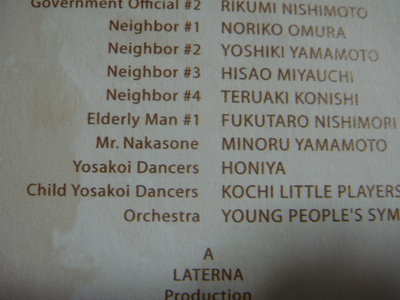 Government Official #2 RIKUMI NISHIMOTO
Neighbor #1 NORIKO OMURA
Neighbor #2 YOSHIKI YAMAMOTO
Neighbor #3 HISAO MIYAUCHI
Neighbor #4 TERUAKI KONISHI
Elderly Man #1 FUKUTARO NISHIMORI
Mr. Nakasone MINORU YAMAMOTO
Yosakoi Dancers HONIYA
Child Yosakoi Dancers KOCHI LITTLE PLAYERS
Orchestra YOUNG PEOPLE'S SYM
A
LATERNA
Production